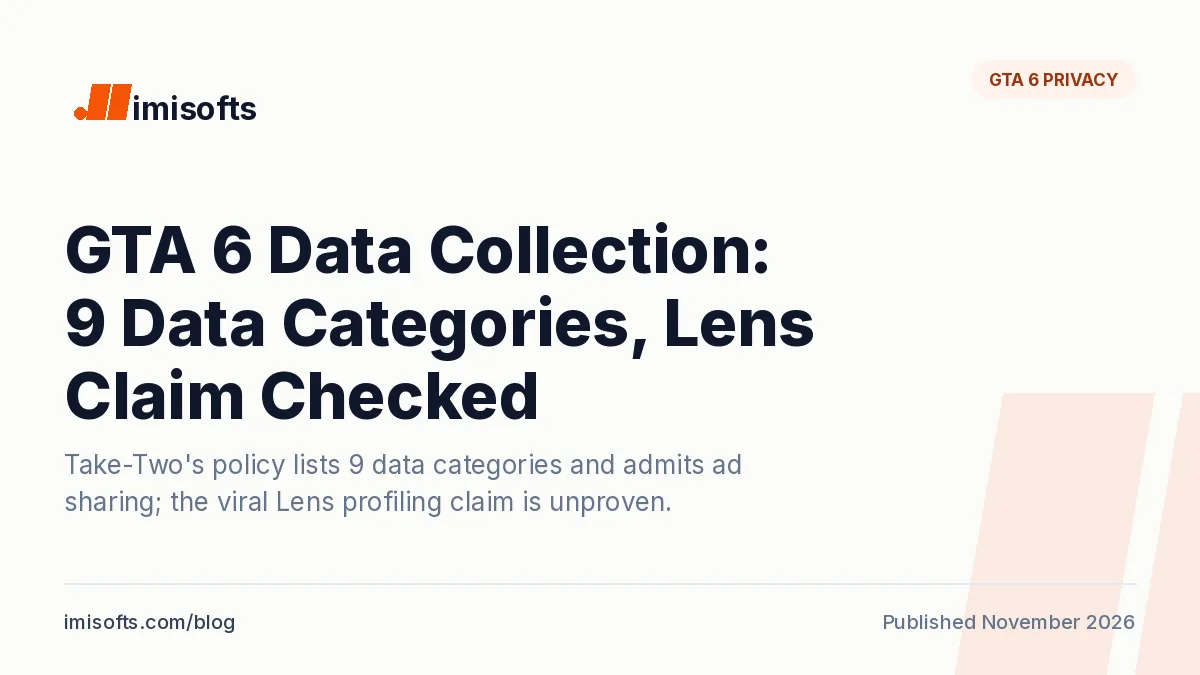 imisofts
GTA 6 PRIVACY
GTA 6 Data Collection:
9 Data Categories, Lens
Claim Checked
Take-Two's policy lists 9 data categories and admits ad
sharing; the viral Lens profiling claim is unproven.
imisofts.com/blog
Published November 2026